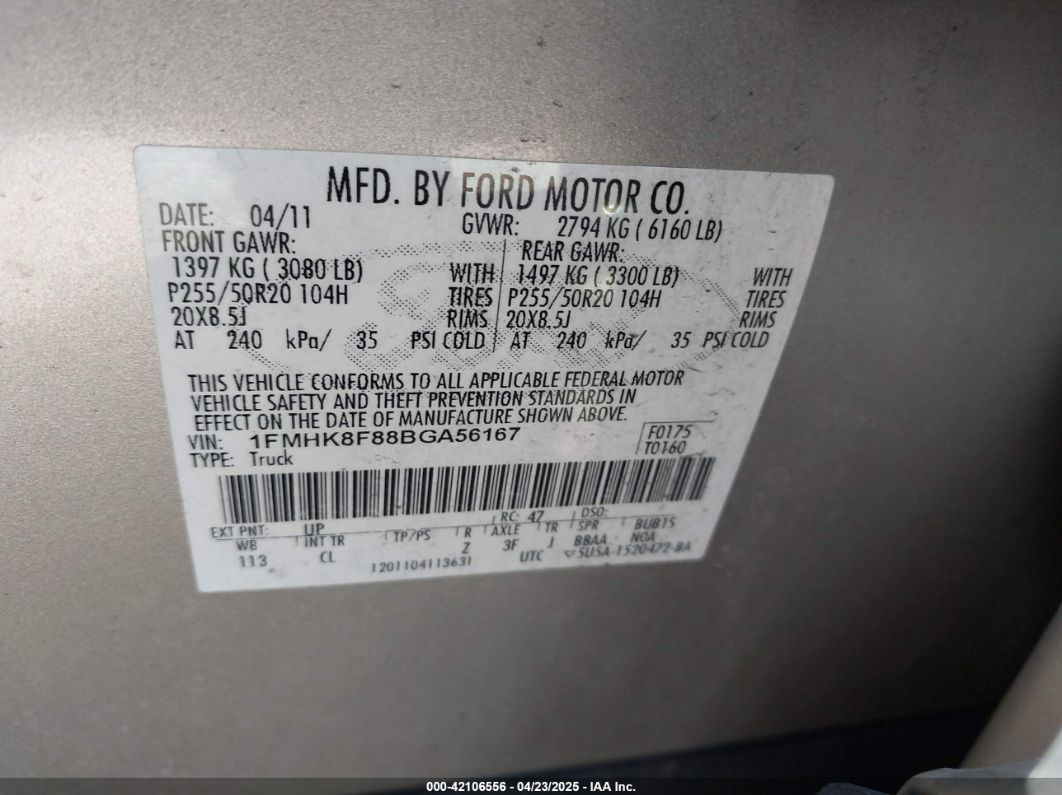 MFD. BY FORD MOTOR CO.
DATE: 04/11 GVWR: 2794 KG ( 6160 LB)
FRONT GAWR: REAR GAWR:
1397 KG ( 3080 LB) WITH 1497 KG ( 3300 LB) WITH
P255/50R20 104H TIRES P255/50R20 104H TIRES
20X8.5J RIMS 20X8.5J RIMS
AT 240 kPa/ 35 PSI COLD AT 240 kPa/ 35 PSI COLD
THIS VEHICLE CONFORMS TO ALL APPLICABLE FEDERAL MOTOR
VEHICLE SAFETY AND THEFT PREVENTION STANDARDS IN
EFFECT ON THE DATE OF MANUFACTURE SHOWN ABOVE.
VIN: 1FMHK8F88BGA56167 F0175
TYPE: Truck T0160
EXT PNT: UP RC: 47 DSO:
WB INT TR TP/PS R AXLE TR SPR BUB15
113 CL Z 3F J BBAA NOA
1201104113631 UTC ▽5U5A-1520472-BA
000-42106556 - 04/23/2025 - IAA Inc.